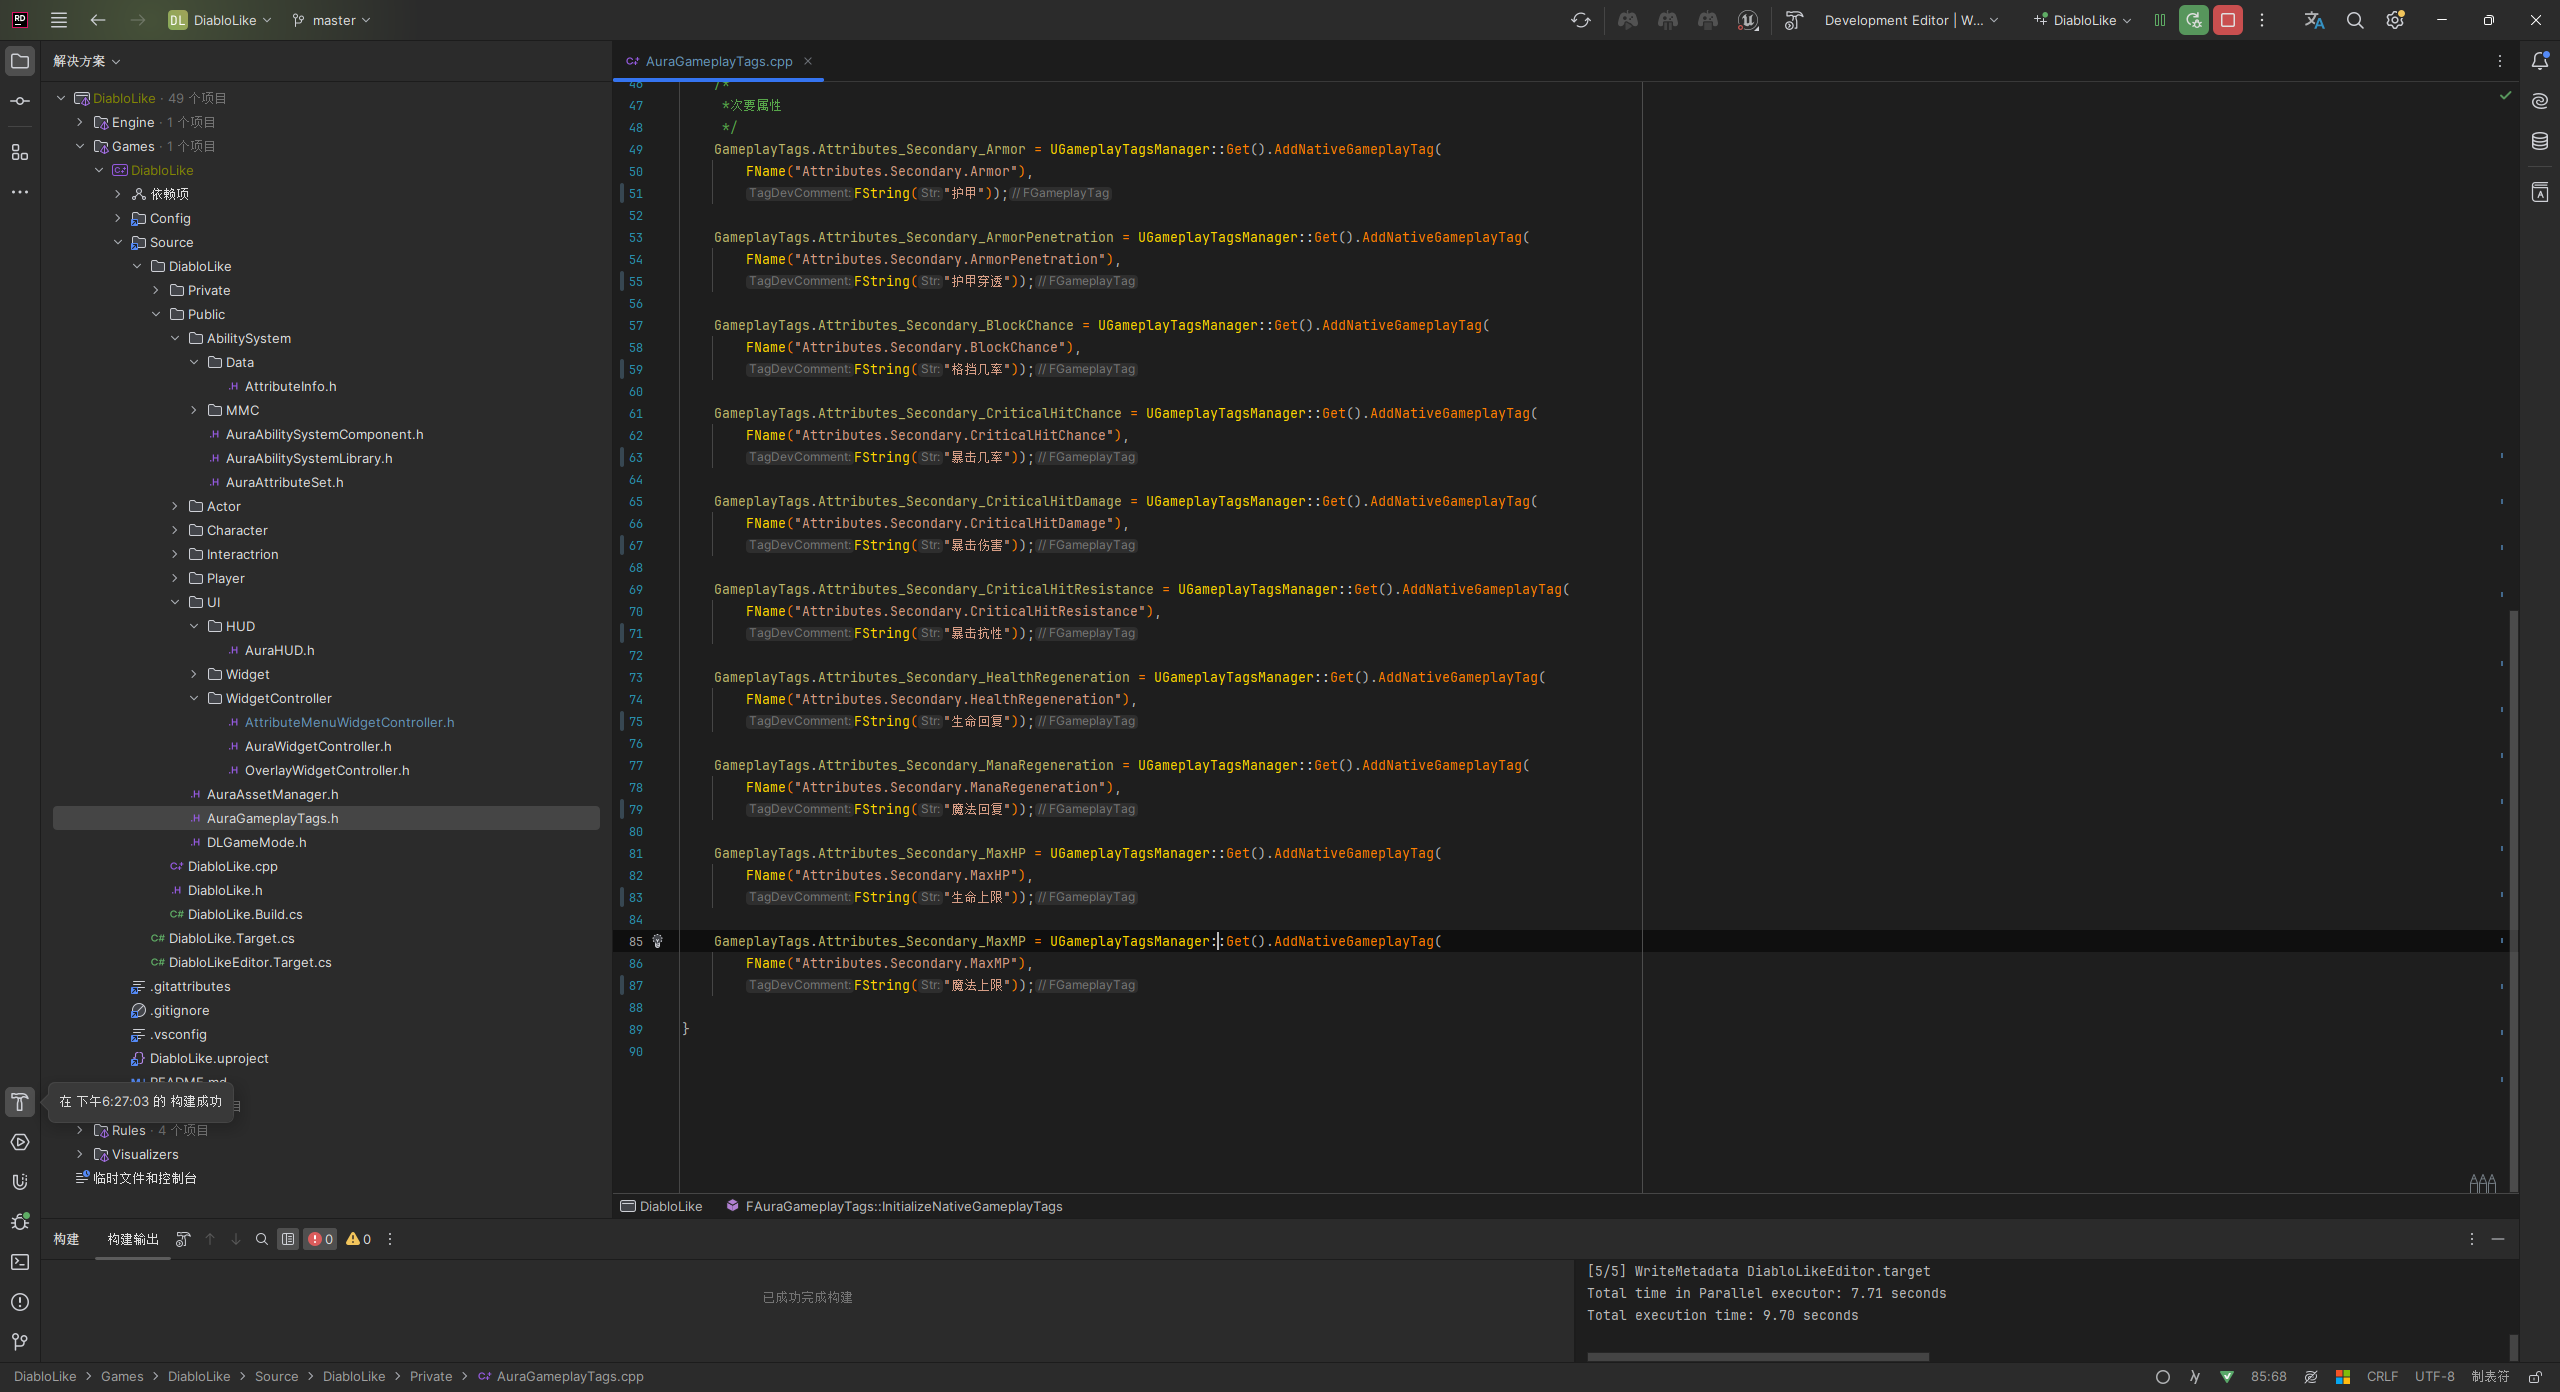 RD
DL DiabloLike
master
Development Editor | W...
DiabloLike
解决方案
DiabloLike · 49 个项目
Engine · 1 个项目
Games · 1 个项目
DiabloLike
依赖项
Config
Source
DiabloLike
Private
Public
AbilitySystem
Data
.H AttributeInfo.h
MMC
.H AuraAbilitySystemComponent.h
.H AuraAbilitySystemLibrary.h
.H AuraAttributeSet.h
Actor
Character
Interactrion
Player
UI
HUD
.H AuraHUD.h
Widget
WidgetController
.H AttributeMenuWidgetController.h
.H AuraWidgetController.h
.H OverlayWidgetController.h
.H AuraAssetManager.h
.H AuraGameplayTags.h
.H DLGameMode.h
C+ DiabloLike.cpp
.H DiabloLike.h
C# DiabloLike.Build.cs
C# DiabloLike.Target.cs
C# DiabloLikeEditor.Target.cs
.gitattributes
.gitignore
.vsconfig
DiabloLike.uproject
README.md
在 下午6:27:03 的 构建成功
目
Rules · 4 个项目
Visualizers
临时文件和控制台
C+ AuraGameplayTags.cpp
46 /*
47 *次要属性
48 */
49 GameplayTags.Attributes_Secondary_Armor = UGameplayTagsManager::Get().AddNativeGameplayTag(
50 FName("Attributes.Secondary.Armor"),
51 TagDevComment: FString( Str: "护甲")); // FGameplayTag
52
53 GameplayTags.Attributes_Secondary_ArmorPenetration = UGameplayTagsManager::Get().AddNativeGameplayTag(
54 FName("Attributes.Secondary.ArmorPenetration"),
55 TagDevComment: FString( Str: "护甲穿透")); // FGameplayTag
56
57 GameplayTags.Attributes_Secondary_BlockChance = UGameplayTagsManager::Get().AddNativeGameplayTag(
58 FName("Attributes.Secondary.BlockChance"),
59 TagDevComment: FString( Str: "格挡几率")); // FGameplayTag
60
61 GameplayTags.Attributes_Secondary_CriticalHitChance = UGameplayTagsManager::Get().AddNativeGameplayTag(
62 FName("Attributes.Secondary.CriticalHitChance"),
63 TagDevComment: FString( Str: "暴击几率")); // FGameplayTag
64
65 GameplayTags.Attributes_Secondary_CriticalHitDamage = UGameplayTagsManager::Get().AddNativeGameplayTag(
66 FName("Attributes.Secondary.CriticalHitDamage"),
67 TagDevComment: FString( Str: "暴击伤害")); // FGameplayTag
68
69 GameplayTags.Attributes_Secondary_CriticalHitResistance = UGameplayTagsManager::Get().AddNativeGameplayTag(
70 FName("Attributes.Secondary.CriticalHitResistance"),
71 TagDevComment: FString( Str: "暴击抗性")); // FGameplayTag
72
73 GameplayTags.Attributes_Secondary_HealthRegeneration = UGameplayTagsManager::Get().AddNativeGameplayTag(
74 FName("Attributes.Secondary.HealthRegeneration"),
75 TagDevComment: FString( Str: "生命回复")); // FGameplayTag
76
77 GameplayTags.Attributes_Secondary_ManaRegeneration = UGameplayTagsManager::Get().AddNativeGameplayTag(
78 FName("Attributes.Secondary.ManaRegeneration"),
79 TagDevComment: FString( Str: "魔法回复")); // FGameplayTag
80
81 GameplayTags.Attributes_Secondary_MaxHP = UGameplayTagsManager::Get().AddNativeGameplayTag(
82 FName("Attributes.Secondary.MaxHP"),
83 TagDevComment: FString( Str: "生命上限")); // FGameplayTag
84
85 GameplayTags.Attributes_Secondary_MaxMP = UGameplayTagsManager::Get().AddNativeGameplayTag(
86 FName("Attributes.Secondary.MaxMP"),
87 TagDevComment: FString( Str: "魔法上限")); // FGameplayTag
88
89 }
90
DiabloLike FAuraGameplayTags::InitializeNativeGameplayTags
构建 构建输出 0 0
已成功完成构建
[5/5] WriteMetadata DiabloLikeEditor.target
Total time in Parallel executor: 7.71 seconds
Total execution time: 9.70 seconds
DiabloLike > Games > DiabloLike > Source > DiabloLike > Private > C+ AuraGameplayTags.cpp
85:68 CRLF UTF-8 制表符